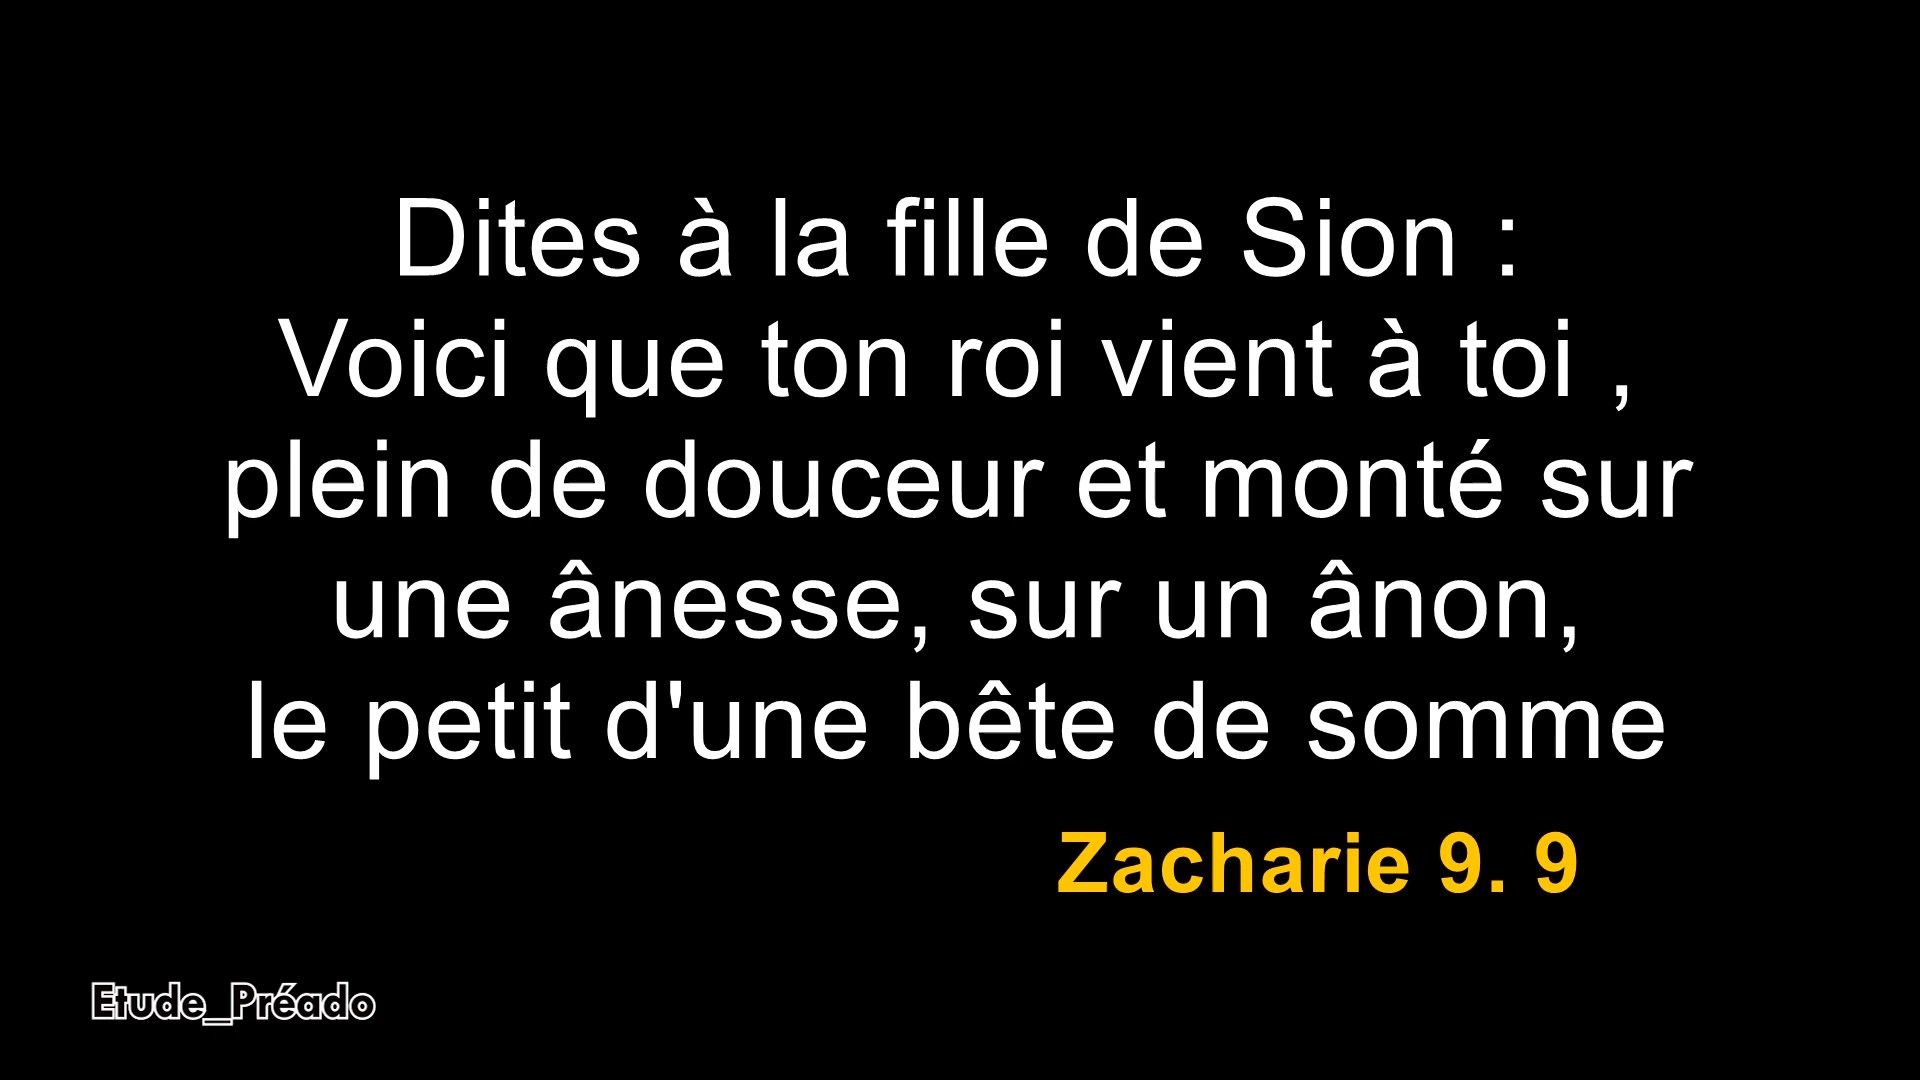 Dites à la fille de Sion :
Voici que ton roi vient à toi ,
plein de douceur et monté sur
une ânesse, sur un ânon,
le petit d'une bête de somme
Zacharie 9. 9
Etude_Préado